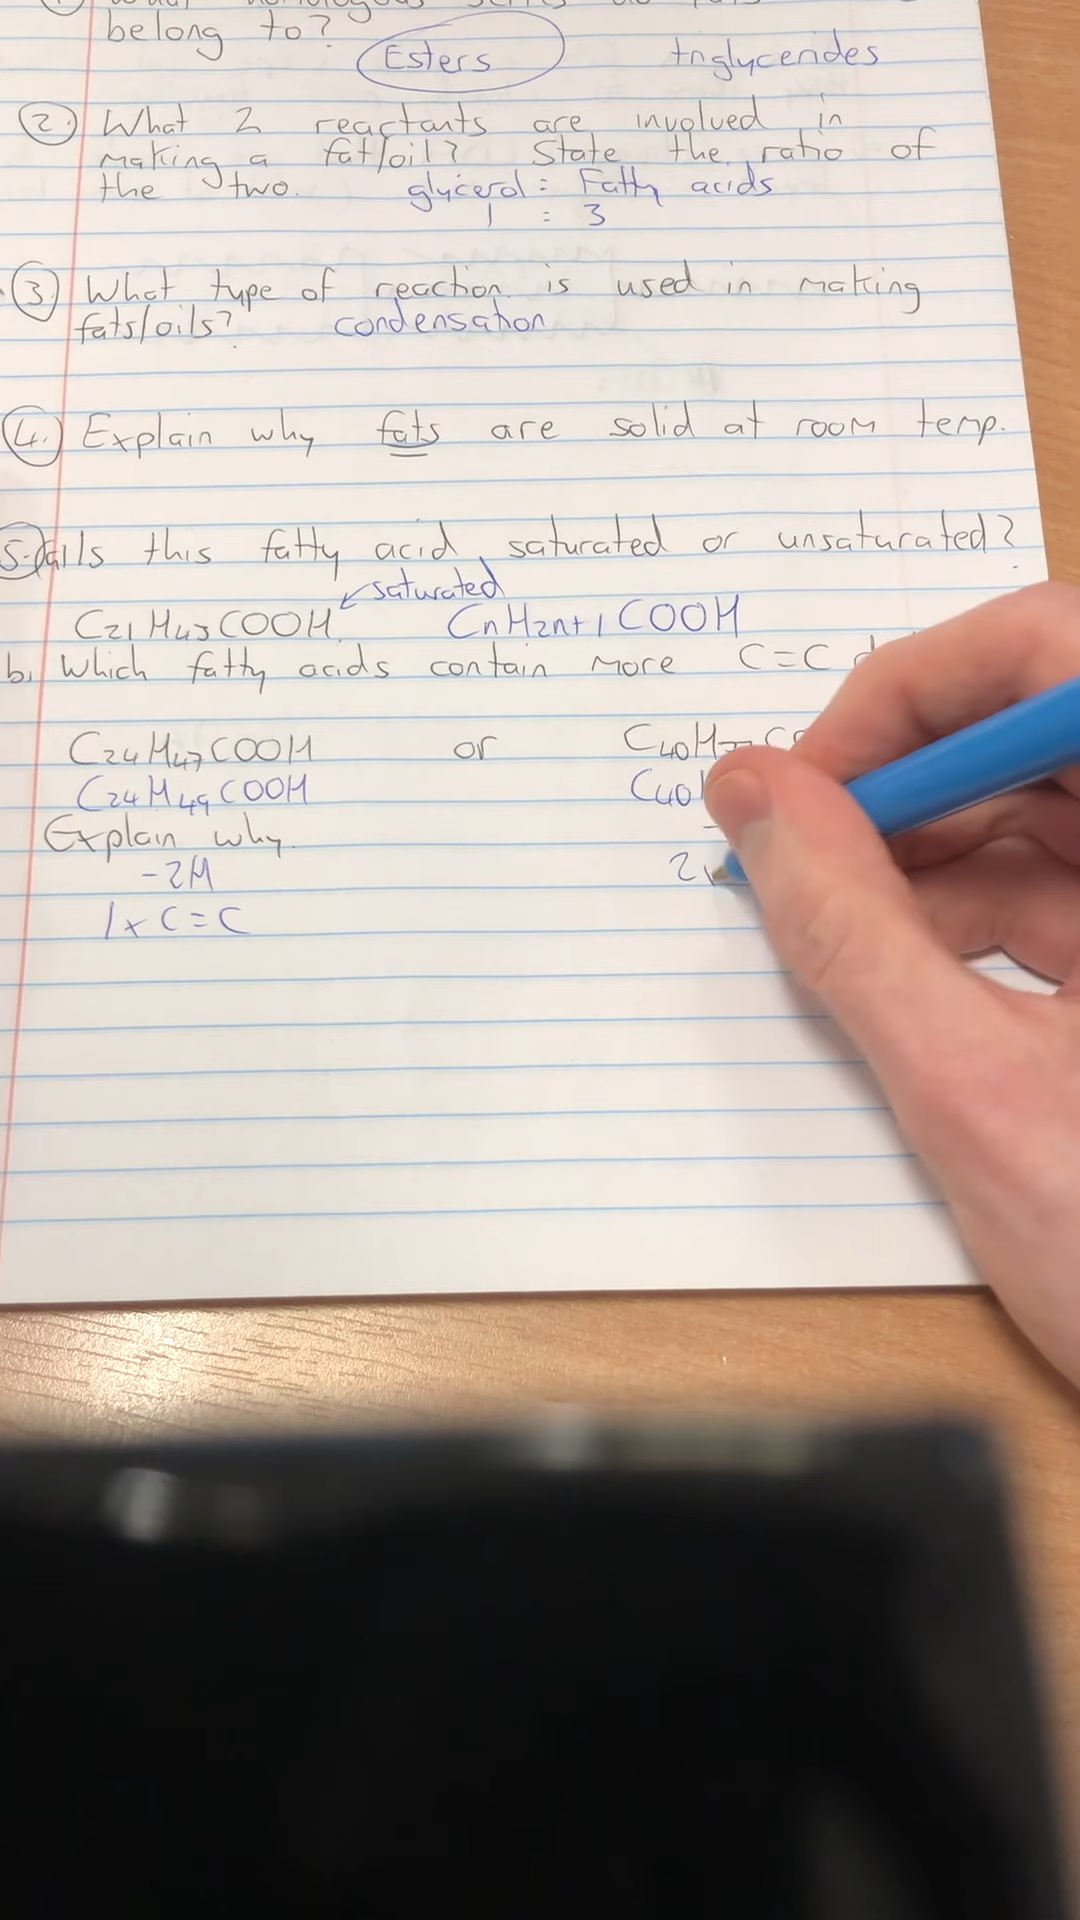 belong to?
Esters triglycerides
2. What 2 reactants are involved in
making a fat/oil? State the ratio of
the two. glycerol : Fatty acids
1 : 3
3. What type of reaction is used in making
fats/oils? condensation
4. Explain why fats are solid at room temp.
5. a, Is this fatty acid saturated or unsaturated?
saturated
C21H43COOH CnH2n+1COOH
b, Which fatty acids contain more C=C
C24H47COOH or C40H
C24H49COOH C40
Explain why.
-2H 2
1x C=C